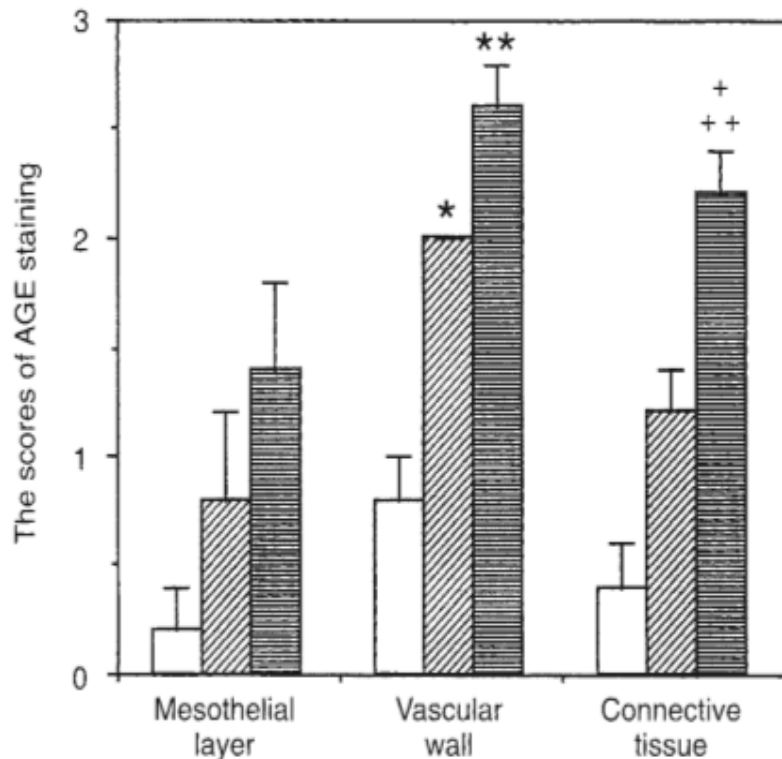 The scores of AGE staining
3
2
1
0
**
*
+
++
Mesothelial
layer
Vascular
wall
Connective
tissue